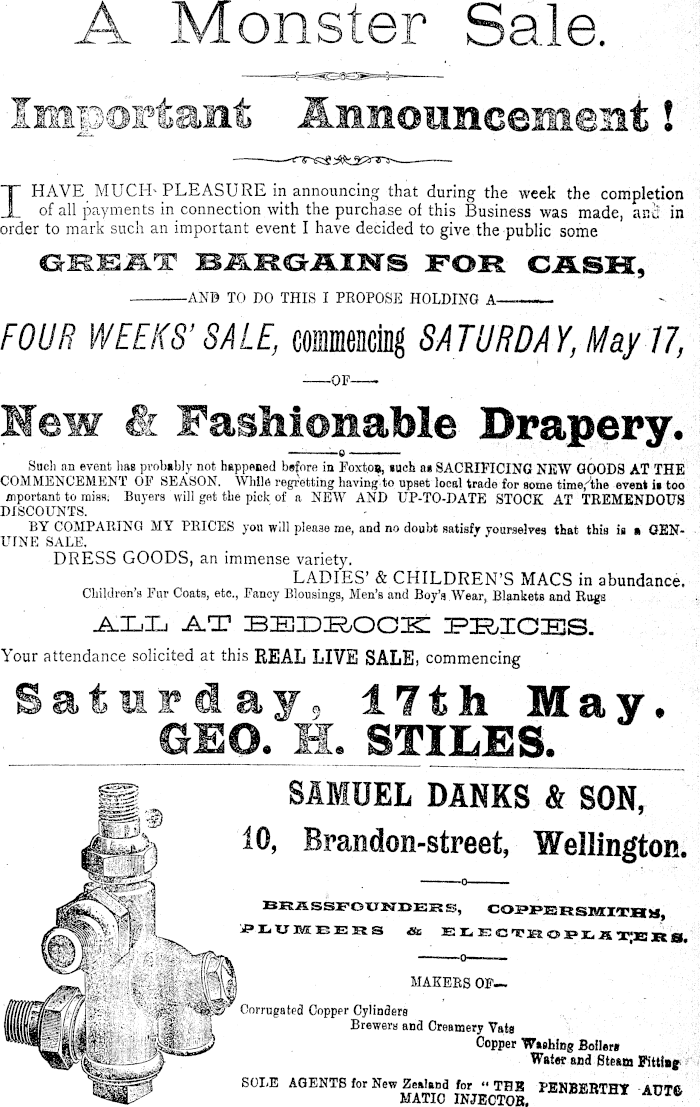 A Monster Sale.
Important Announcement!
I HAVE MUCH PLEASURE in announcing that during the week the completion
of all payments in connection with the purchase of this Business was made, and in
order to mark such an important event I have decided to give the public some
GREAT BARGAINS FOR CASH,
——AND TO DO THIS I PROPOSE HOLDING A——
FOUR WEEKS' SALE, commencing SATURDAY, May 17,
—OF—
New & Fashionable Drapery.
Such an event has probably not happened before in Foxton, such as SACRIFICING NEW GOODS AT THE
COMMENCEMENT OF SEASON. While regretting having to upset local trade for some time, the event is too
mportant to miss. Buyers will get the pick of a NEW AND UP-TO-DATE STOCK AT TREMENDOUS
DISCOUNTS.
BY COMPARING MY PRICES you will please me, and no doubt satisfy yourselves that this is a GEN-
UINE SALE.
DRESS GOODS, an immense variety.
LADIES' & CHILDREN'S MACS in abundance.
Children's Fur Coats, etc., Fancy Blousings, Men's and Boy's Wear, Blankets and Rugs
ALL AT BEDROCK PRICES.
Your attendance solicited at this REAL LIVE SALE, commencing
Saturday, 17th May.
GEO. H. STILES.
SAMUEL DANKS & SON,
10, Brandon-street, Wellington.
BRASSFOUNDERS, COPPERSMITHS,
PLUMBERS & ELECTROPLATERS.
MAKERS OF—
Corrugated Copper Cylinders
Brewers and Creamery Vats
Copper Washing Boilers
Water and Steam Fitting
SOLE AGENTS for New Zealand for "THE PENBERTHY AUTO
MATIC INJECTOR.